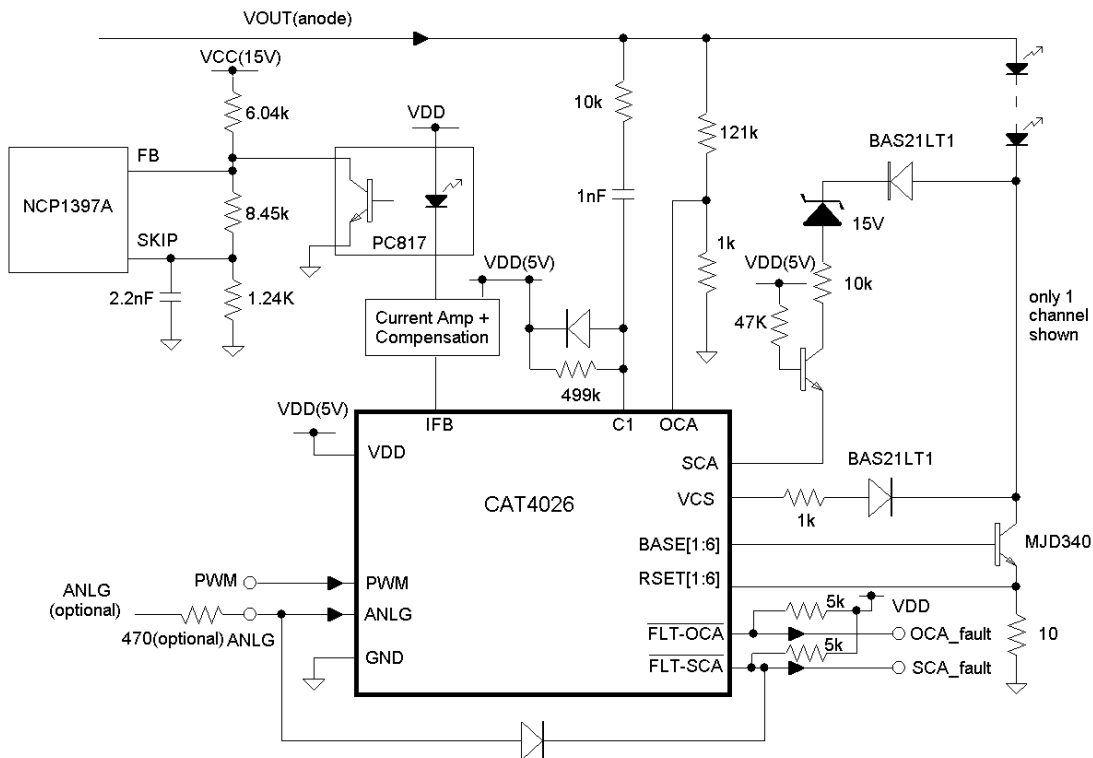 VOUT(anode)
VCC(15V)
6.04k
10k
VDD
121k
BAS21LT1
FB
NCP1397A
1nF
15V
8.45k
SKIP
PC817
1k
VDD(5V)
VDD(5V)
10k
2.2nF
1.24K
Current Amp +
Compensation
47K
only 1
channel
shown
499k
VDD(5V)
IFB
C1
OCA
VDD
SCA
BAS21LT1
CAT4026
VCS
1k
BASE[1:6]
MJD340
PWM
PWM
RSET[1:6]
ANLG
(optional)
5k
VDD
ANLG
470(optional)
ANLG
FLT-OCA
OCA_fault
10
5k
GND
FLT-SCA
SCA_fault